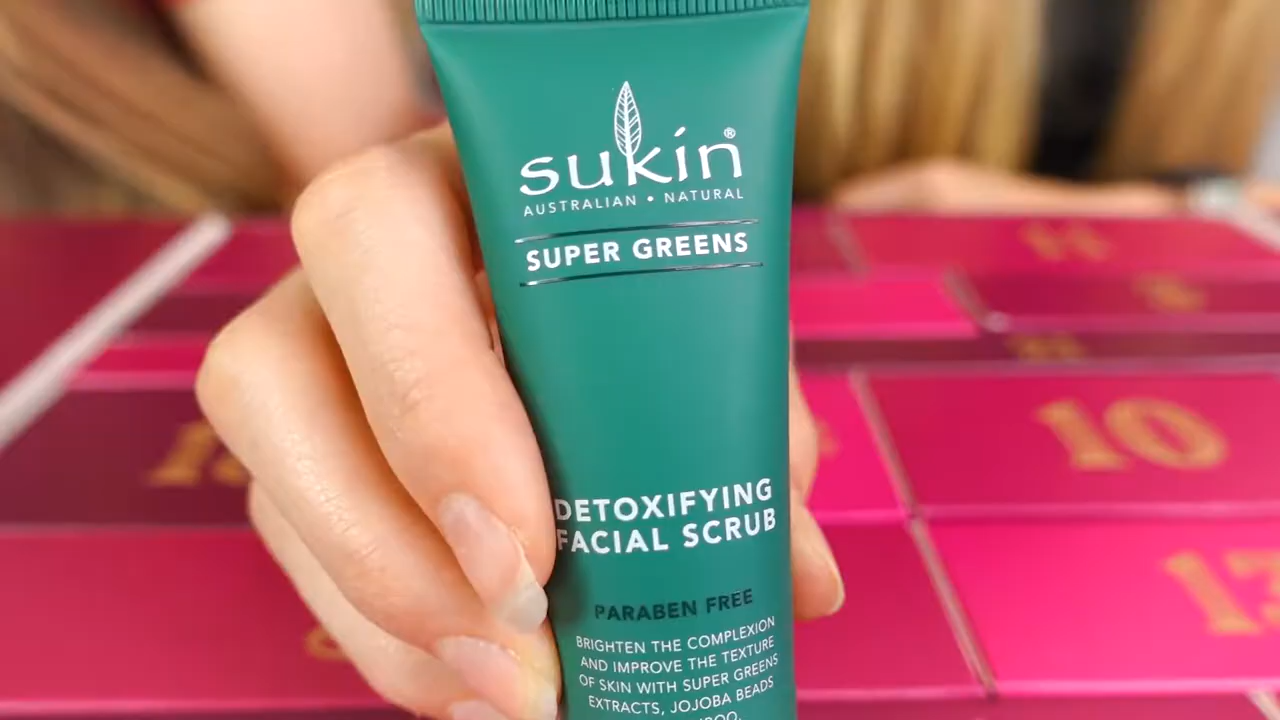 sukin®
AUSTRALIAN • NATURAL
SUPER GREENS
DETOXIFYING
FACIAL SCRUB
PARABEN FREE
BRIGHTEN THE COMPLEXION
AND IMPROVE THE TEXTURE
OF SKIN WITH SUPER GREENS
EXTRACTS, JOJOBA BEADS
10
13